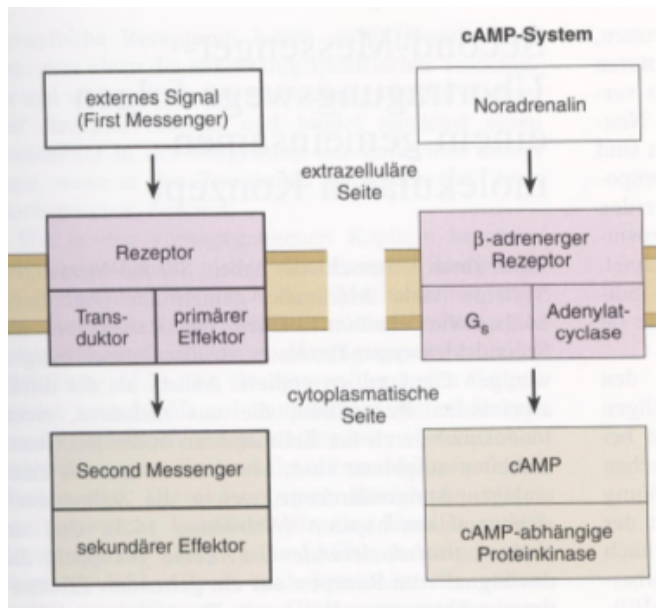 cAMP-System
externes Signal
(First Messenger)
Noradrenalin
extrazelluläre
Seite
Rezeptor
β-adrenerger
Rezeptor
Trans-
duktor
primärer
Effektor
Gs
Adenylat-
cyclase
cytoplasmatische
Seite
Second Messenger
cAMP
sekundärer Effektor
cAMP-abhängige
Proteinkinase